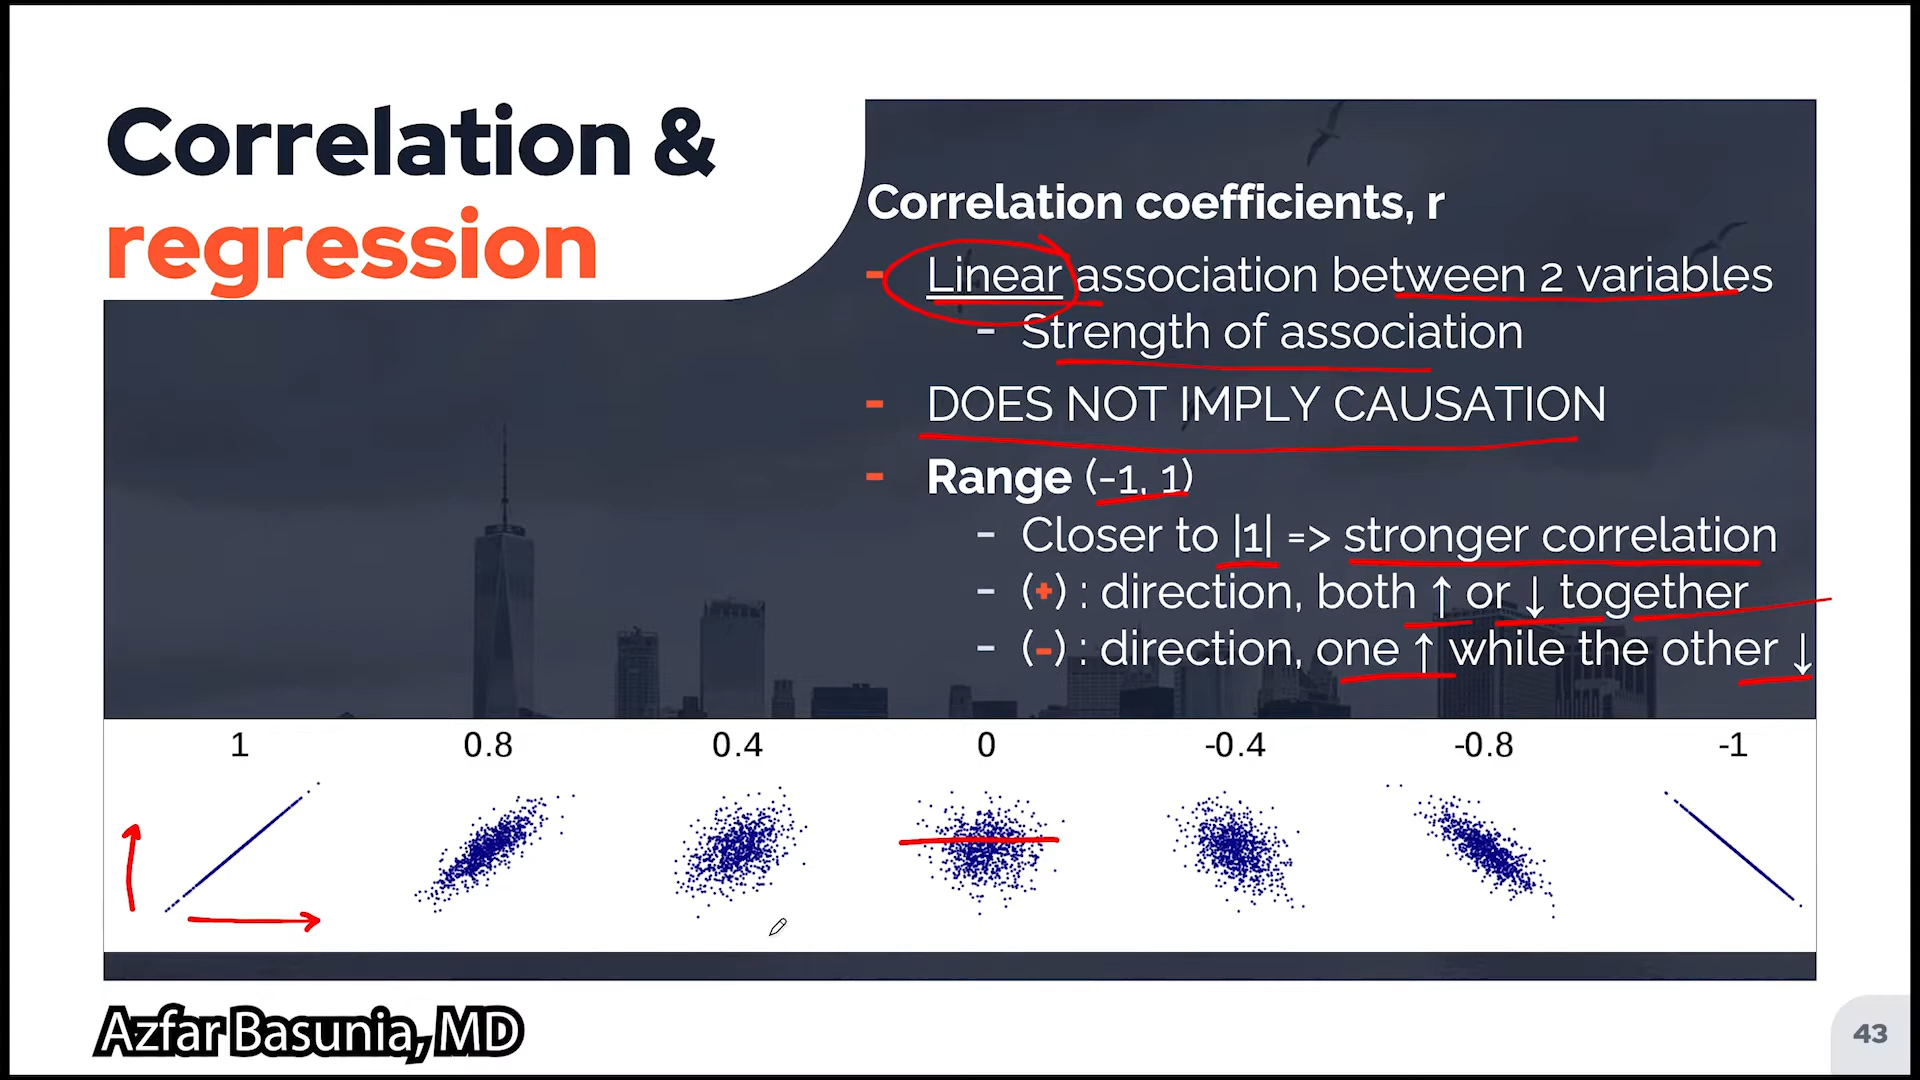 Correlation &
regression
Correlation coefficients, r
- Linear association between 2 variables
- Strength of association
- DOES NOT IMPLY CAUSATION
- Range (-1, 1)
- Closer to |1| => stronger correlation
- (+) : direction, both ↑ or ↓ together
- (-) : direction, one ↑ while the other ↓
1 0.8 0.4 0 -0.4 -0.8 -1
Azfar Basunia, MD
43